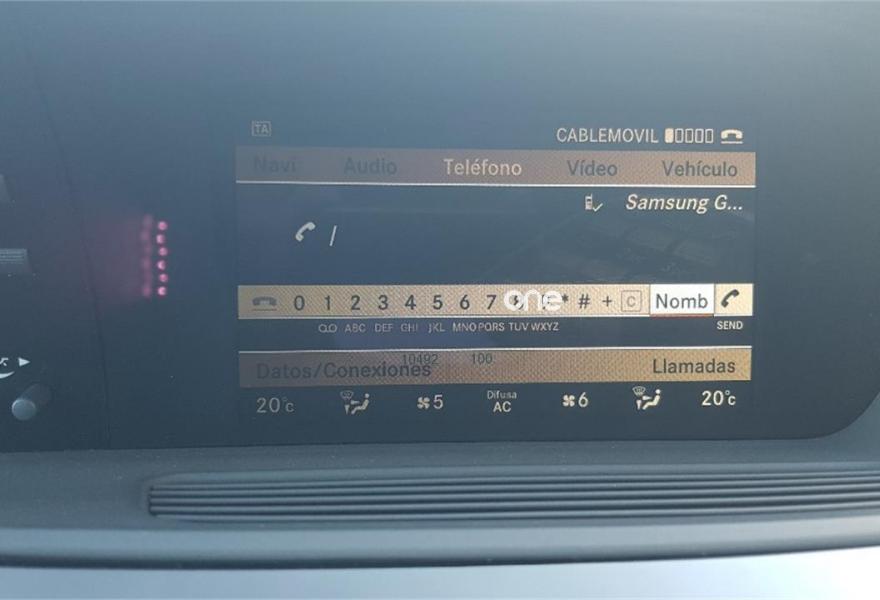 TA
CABLEMOVIL
Navi Audio Teléfono Vídeo Vehículo
Samsung G...
/
0 1 2 3 4 5 6 7 one * # + C Nomb
ABC DEF GHI JKL MNO PQRS TUV WXYZ SEND
10492 100
Datos/Conexiones Llamadas
20°c 5 Difusa AC 6 20°c